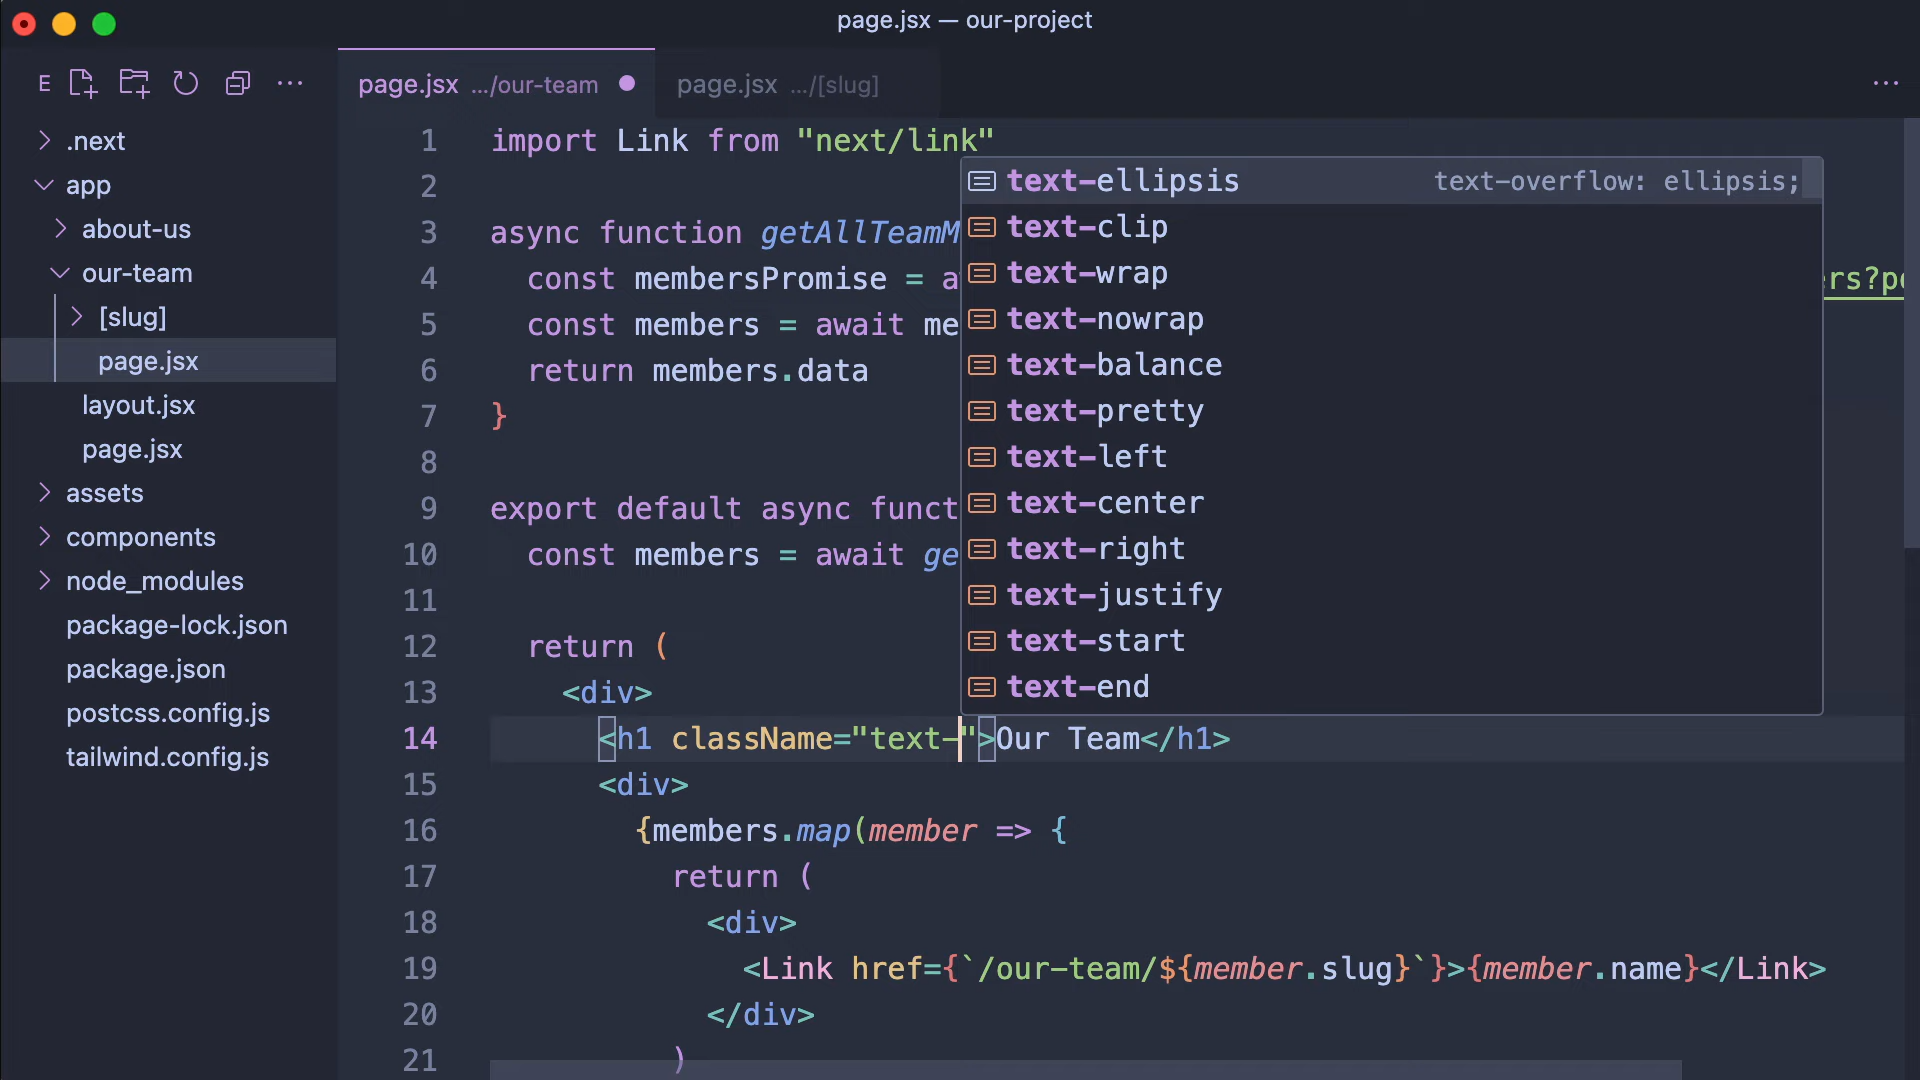 page.jsx — our-project
E
page.jsx .../our-team
page.jsx .../[slug]
.next
app
about-us
our-team
[slug]
page.jsx
layout.jsx
page.jsx
assets
components
node_modules
package-lock.json
package.json
postcss.config.js
tailwind.config.js
1 import Link from "next/link"
2
3 async function getAllTeamM
4 const membersPromise = a rs?p
5 const members = await me
6 return members.data
7 }
8
9 export default async funct
10 const members = await ge
11
12 return (
13 <div>
14 <h1 className="text-">Our Team</h1>
15 <div>
16 {members.map(member => {
17 return (
18 <div>
19 <Link href={`/our-team/${member.slug}`}>{member.name}</Link>
20 </div>
21 )
text-ellipsis text-overflow: ellipsis;
text-clip
text-wrap
text-nowrap
text-balance
text-pretty
text-left
text-center
text-right
text-justify
text-start
text-end